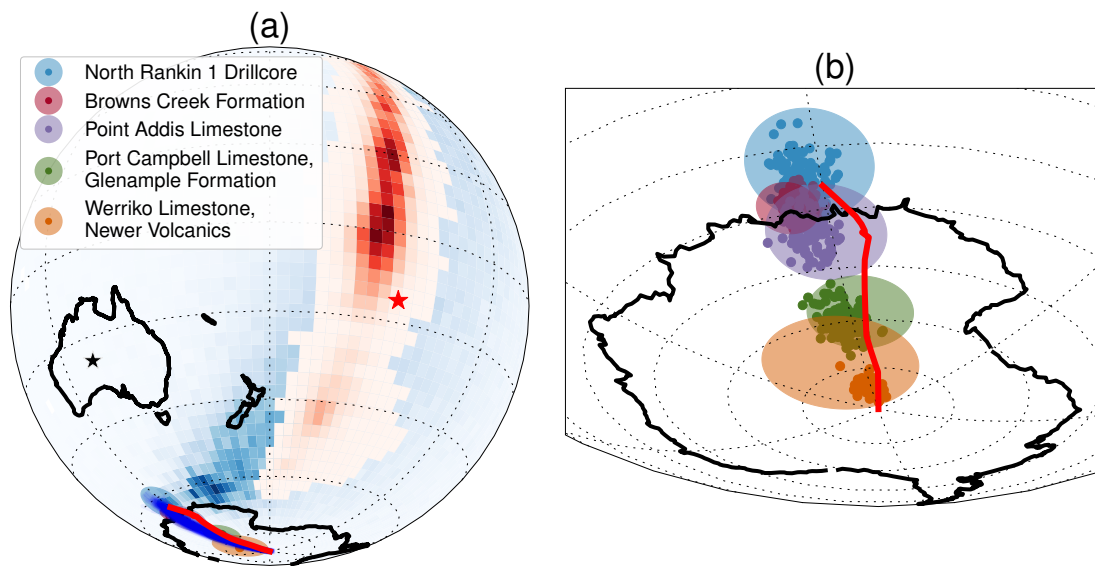 (a)
North Rankin 1 Drillcore
Browns Creek Formation
Point Addis Limestone
Port Campbell Limestone,
Glenample Formation
Werriko Limestone,
Newer Volcanics
(b)